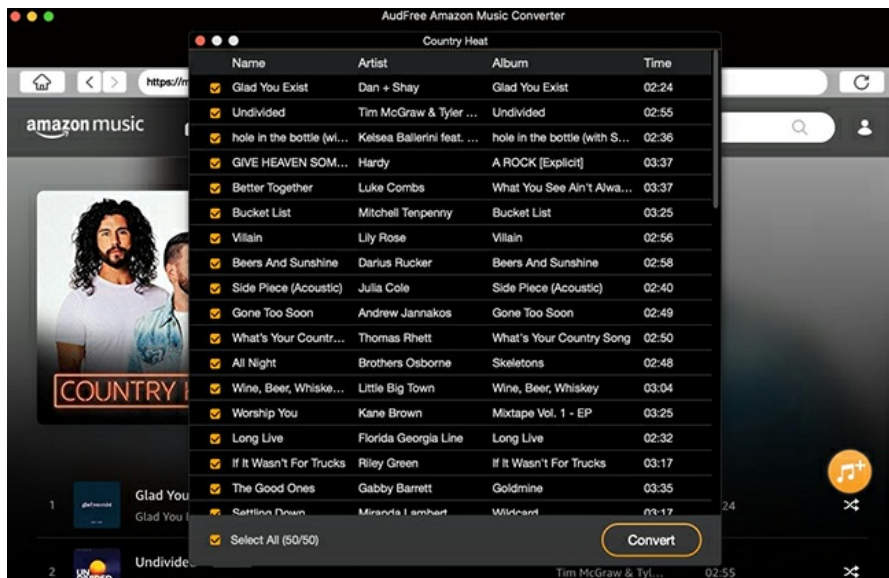 AudFree Amazon Music Converter
Country Heat
Name Artist Album Time
https://m
amazon music
Glad You Exist Dan + Shay Glad You Exist 02:24
Undivided Tim McGraw & Tyler ... Undivided 02:55
hole in the bottle (wi... Kelsea Ballerini feat. ... hole in the bottle (with S... 02:36
GIVE HEAVEN SOM... Hardy A ROCK [Explicit] 03:37
Better Together Luke Combs What You See Ain't Alwa... 03:37
Bucket List Mitchell Tenpenny Bucket List 03:25
Villain Lily Rose Villain 02:56
Beers And Sunshine Darius Rucker Beers And Sunshine 02:58
Side Piece (Acoustic) Julia Cole Side Piece (Acoustic) 02:40
Gone Too Soon Andrew Jannakos Gone Too Soon 02:49
What's Your Countr... Thomas Rhett What's Your Country Song 02:50
All Night Brothers Osborne Skeletons 02:48
Wine, Beer, Whiske... Little Big Town Wine, Beer, Whiskey 03:04
COUNTRY H
Worship You Kane Brown Mixtape Vol. 1 - EP 03:25
Long Live Florida Georgia Line Long Live 02:32
If It Wasn't For Trucks Riley Green If It Wasn't For Trucks 03:17
The Good Ones Gabby Barrett Goldmine 03:35
Settling Down Miranda Lambert Wildcard 03:17
1 Glad You 24
Glad You
Select All (50/50) Convert
2 Undivide
Tim McGraw & Tyl... 02:55